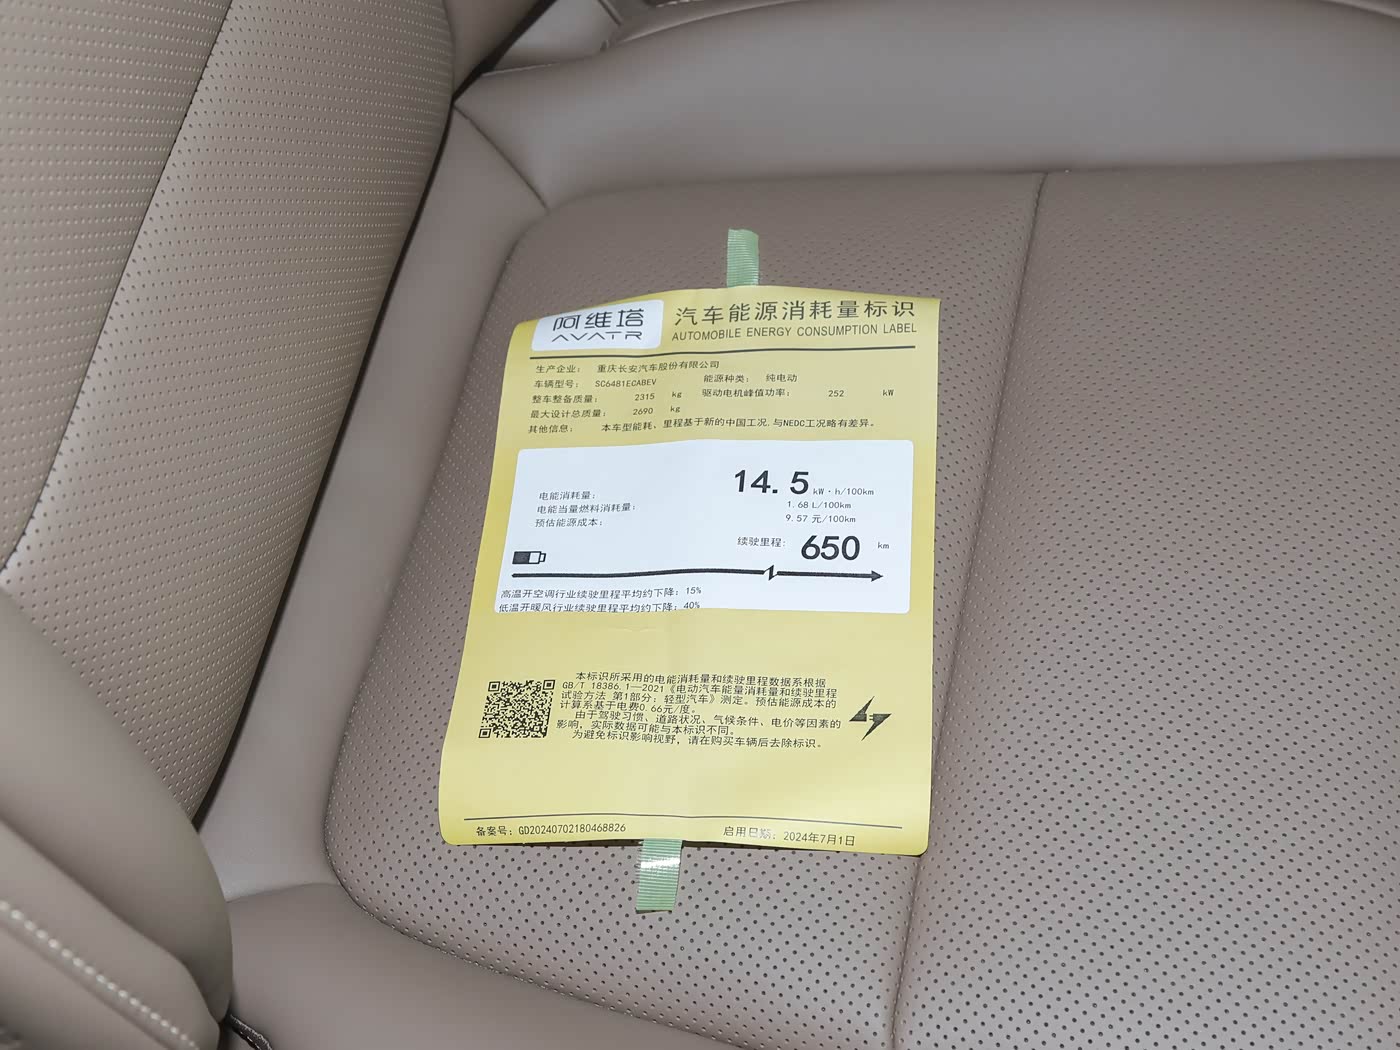 阿维塔
AVATR
汽车能源消耗量标识
AUTOMOBILE ENERGY CONSUMPTION LABEL
生产企业： 重庆长安汽车股份有限公司
车辆型号： SC6481ECABEV 能源种类： 纯电动
整车整备质量： 2315 kg 驱动电机峰值功率： 252 kW
最大设计总质量： 2690 kg
其他信息： 本车型能耗、里程基于新的中国工况,与NEDC工况略有差异。
电能消耗量： 14.5 kW·h/100km
电能当量燃料消耗量： 1.68 L/100km
预估能源成本： 9.57 元/100km
续驶里程： 650 km
高温开空调行业续驶里程平均约下降：15%
低温开暖风行业续驶里程平均约下降：40%
本标识所采用的电能消耗量和续驶里程数据系根据
GB/T 18386.1—2021《电动汽车能量消耗量和续驶里程
试验方法 第1部分：轻型汽车》测定。预估能源成本的
计算系基于电费0.66元/度。
由于驾驶习惯、道路状况、气候条件、电价等因素的
影响，实际数据可能与本标识不同。
为避免标识影响视野，请在购买车辆后去除标识。
备案号：GD20240702180468826 启用日期：2024年7月1日